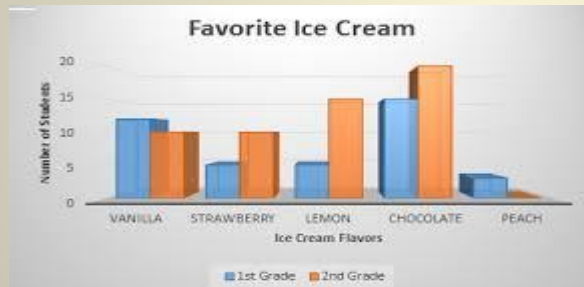 Favorite Ice Cream
20
15
10
5
0
Number of Students
VANILLA STRAWBERRY LEMON CHOCOLATE PEACH
Ice Cream Flavors
1st Grade 2nd Grade